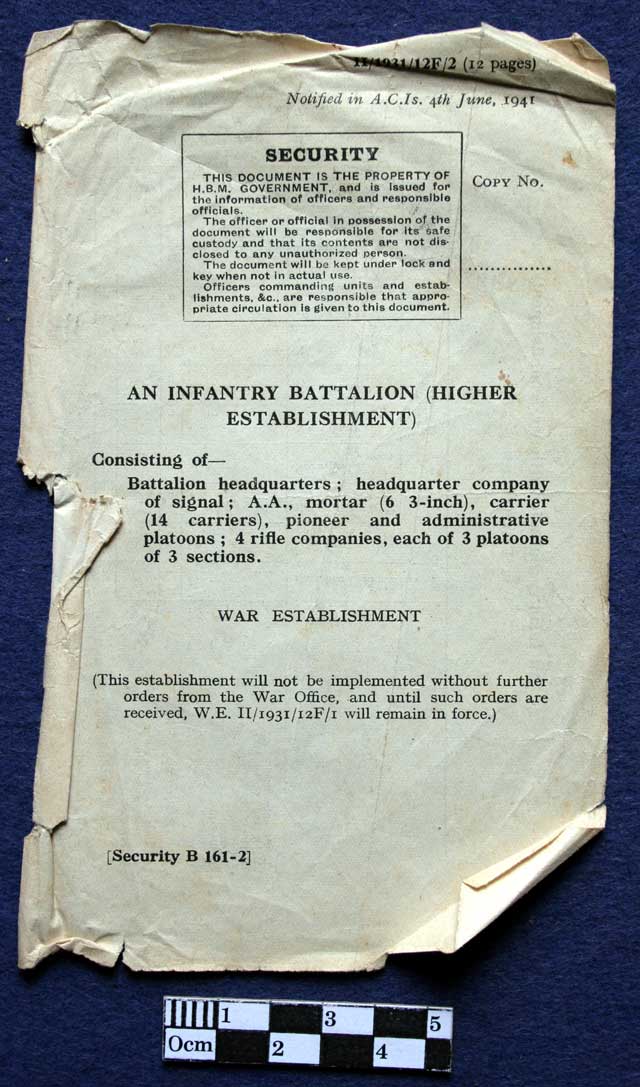 II/1931/12F/2 (12 pages)
Notified in A.C.Is. 4th June, 1941
SECURITY
THIS DOCUMENT IS THE PROPERTY OF
H.B.M. GOVERNMENT, and is issued for
the information of officers and responsible
officials.
The officer or official in possession of the
document will be responsible for its safe
custody and that its contents are not dis-
closed to any unauthorized person.
The document will be kept under lock and
key when not in actual use.
Officers commanding units and estab-
lishments, &c., are responsible that appro-
priate circulation is given to this document.
COPY NO.
................
AN INFANTRY BATTALION (HIGHER
ESTABLISHMENT)
Consisting of—
Battalion headquarters ; headquarter company
of signal ; A.A., mortar (6 3-inch), carrier
(14 carriers), pioneer and administrative
platoons ; 4 rifle companies, each of 3 platoons
of 3 sections.
WAR ESTABLISHMENT
(This establishment will not be implemented without further
orders from the War Office, and until such orders are
received, W.E. II/1931/12F/1 will remain in force.)
[Security B 161-2]
1 3 5
0cm 2 4